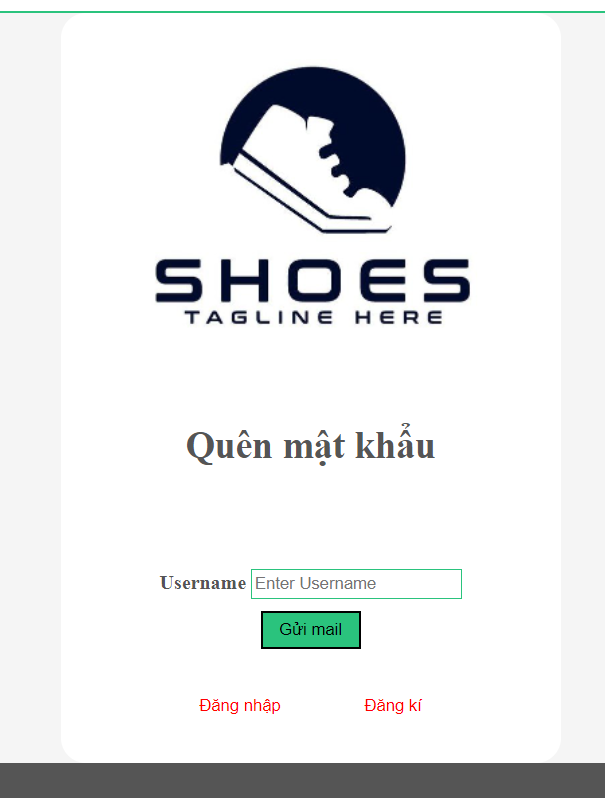 SHOES
TAGLINE HERE
Quên mật khẩu
Username Enter Username
Gửi mail
Đăng nhập Đăng kí